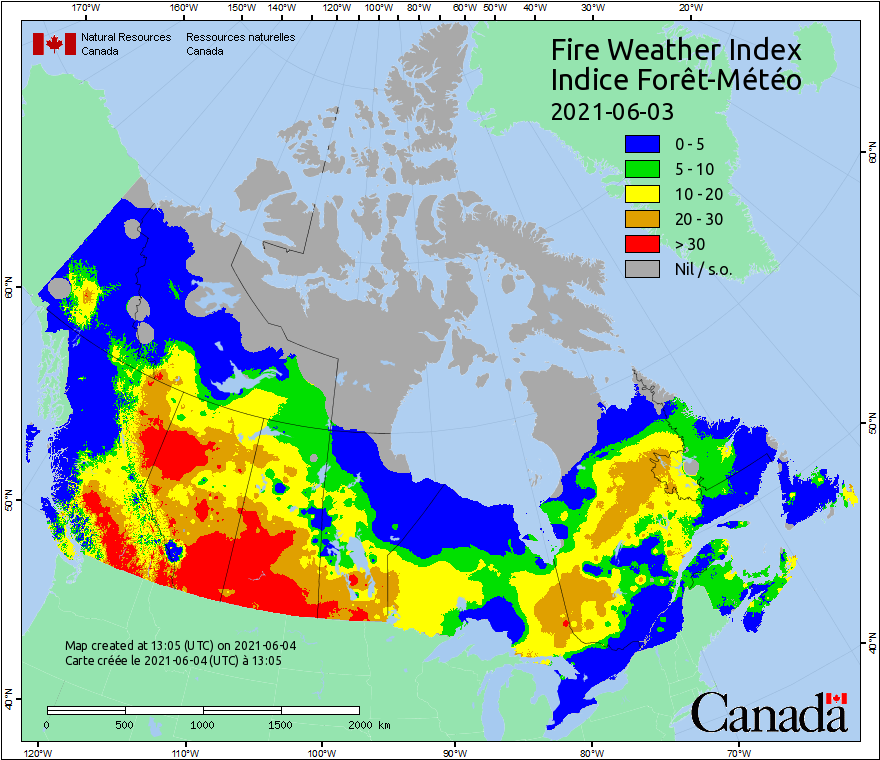 170°W 160°W 150°W 140°W 130°W 120°W 110°W 100°W 90°W 80°W 70°W 60°W 50°W 40°W 30°W 20°W
Natural Resources Ressources naturelles
Canada Canada
Fire Weather Index
Indice Forêt-Météo
2021-06-03
0 - 5
5 - 10
10 - 20
20 - 30
> 30
Nil / s.o.
60°N
50°N
40°N
60°N
50°N
40°N
Map created at 13:05 (UTC) on 2021-06-04
Carte créée le 2021-06-04 (UTC) à 13:05
0 500 1000 1500 2000 km
Canada
120°W 110°W 100°W 90°W 80°W 70°W